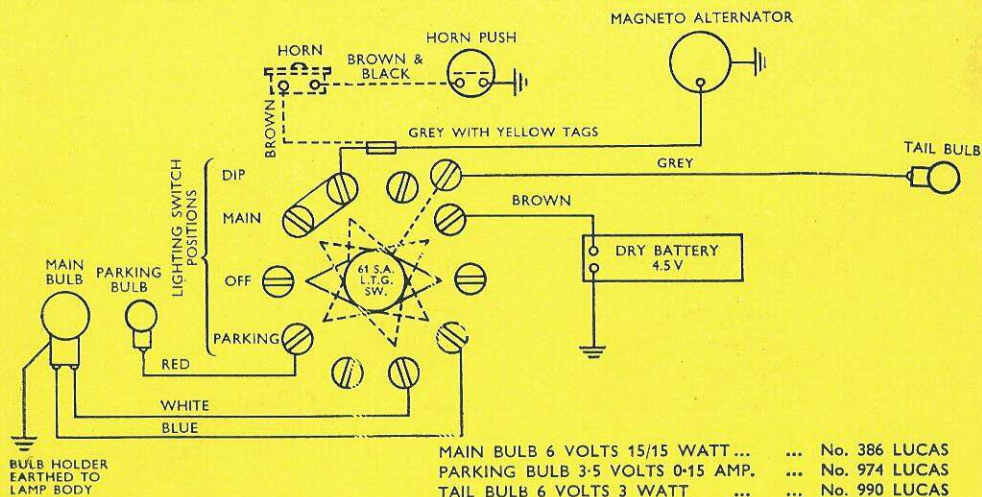 MAGNETO ALTERNATOR
HORN PUSH
HORN
BROWN &
BLACK
BROWN
GREY WITH YELLOW TAGS
GREY
TAIL BULB
DIP
MAIN
OFF
PARKING
LIGHTING SWITCH
POSITIONS
BROWN
DRY BATTERY
4.5 V
61 S.A.
L.T.G.
SW.
MAIN
BULB
PARKING
BULB
RED
WHITE
BLUE
BULB HOLDER
EARTHED TO
LAMP BODY
MAIN BULB 6 VOLTS 15/15 WATT... ... No. 386 LUCAS
PARKING BULB 3·5 VOLTS 0·15 AMP. ... No. 974 LUCAS
TAIL BULB 6 VOLTS 3 WATT ... ... No. 990 LUCAS